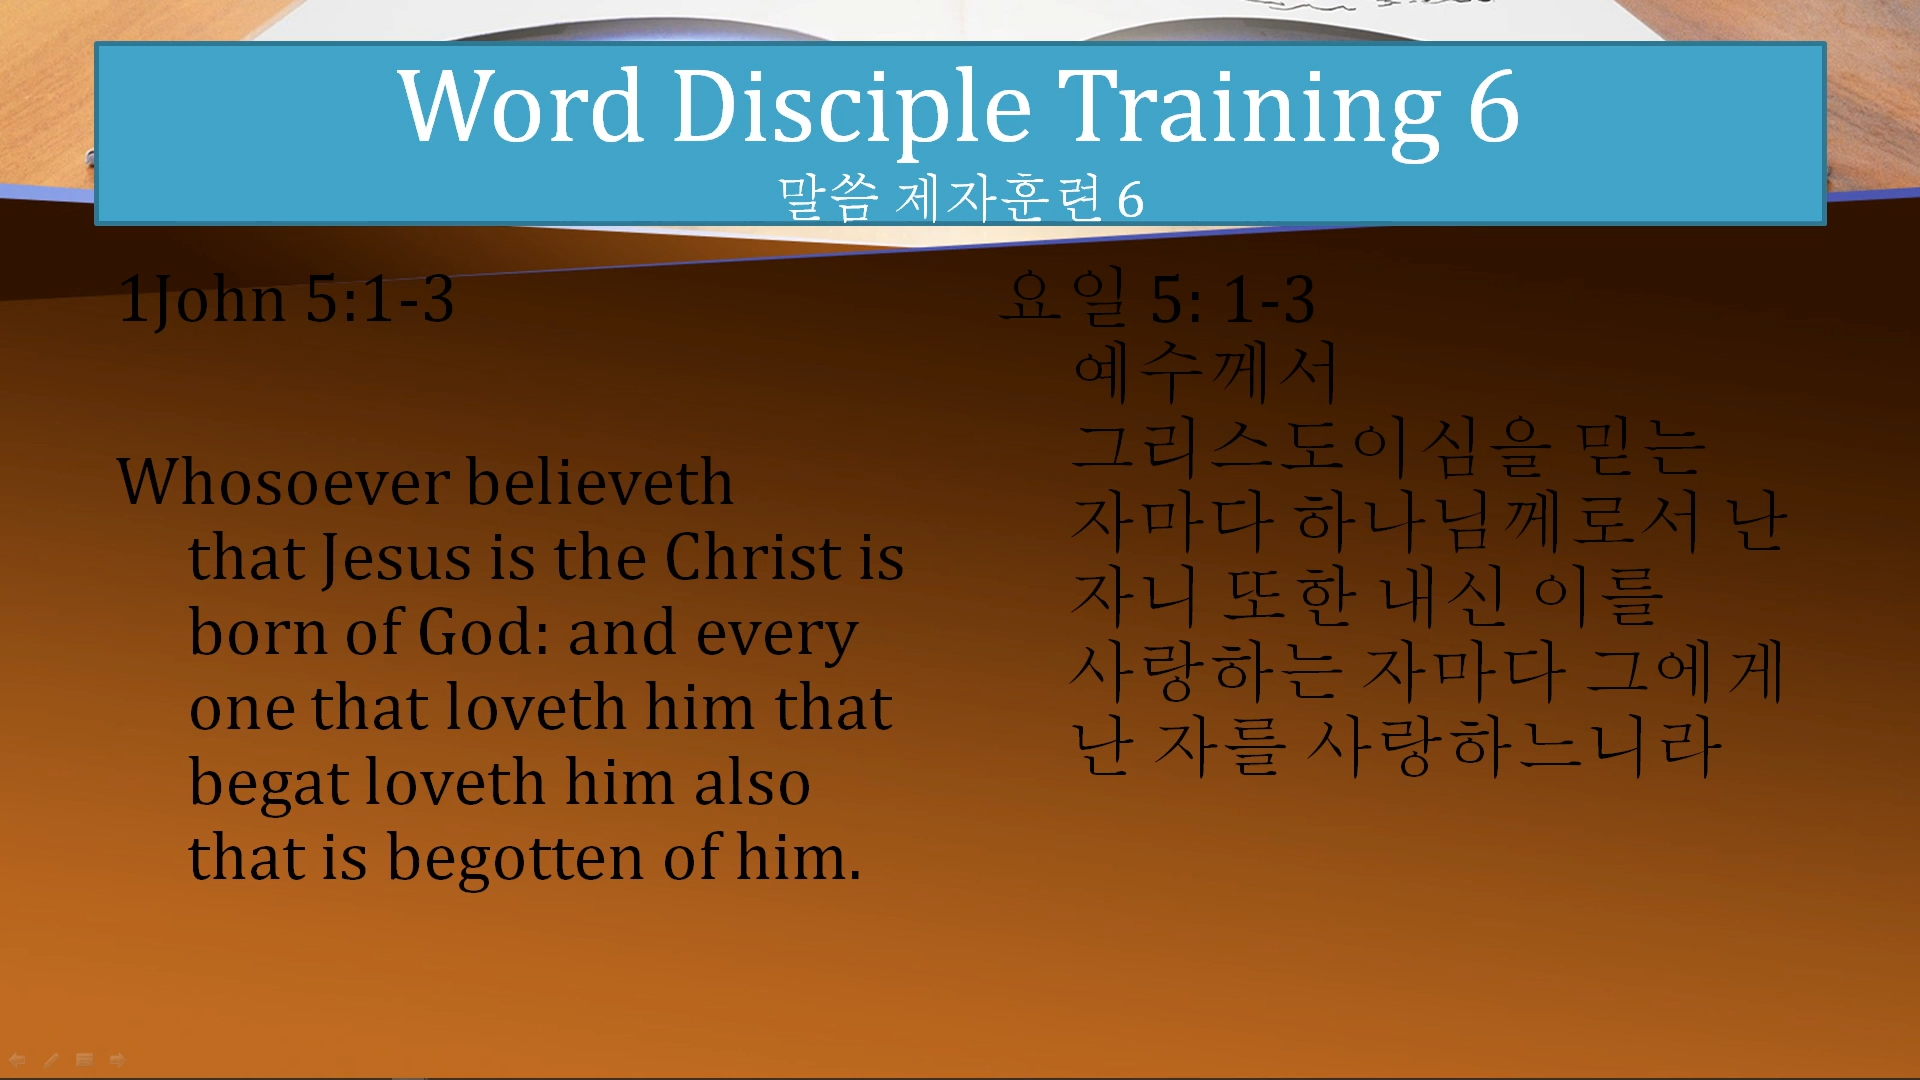 Word Disciple Training 6
말씀 제자훈련 6
1John 5:1-3
Whosoever believeth
that Jesus is the Christ is
born of God: and every
one that loveth him that
begat loveth him also
that is begotten of him.
요일 5: 1-3
예수께서
그리스도이심을 믿는
자마다 하나님께로서 난
자니 또한 내신 이를
사랑하는 자마다 그에게
난 자를 사랑하느니라